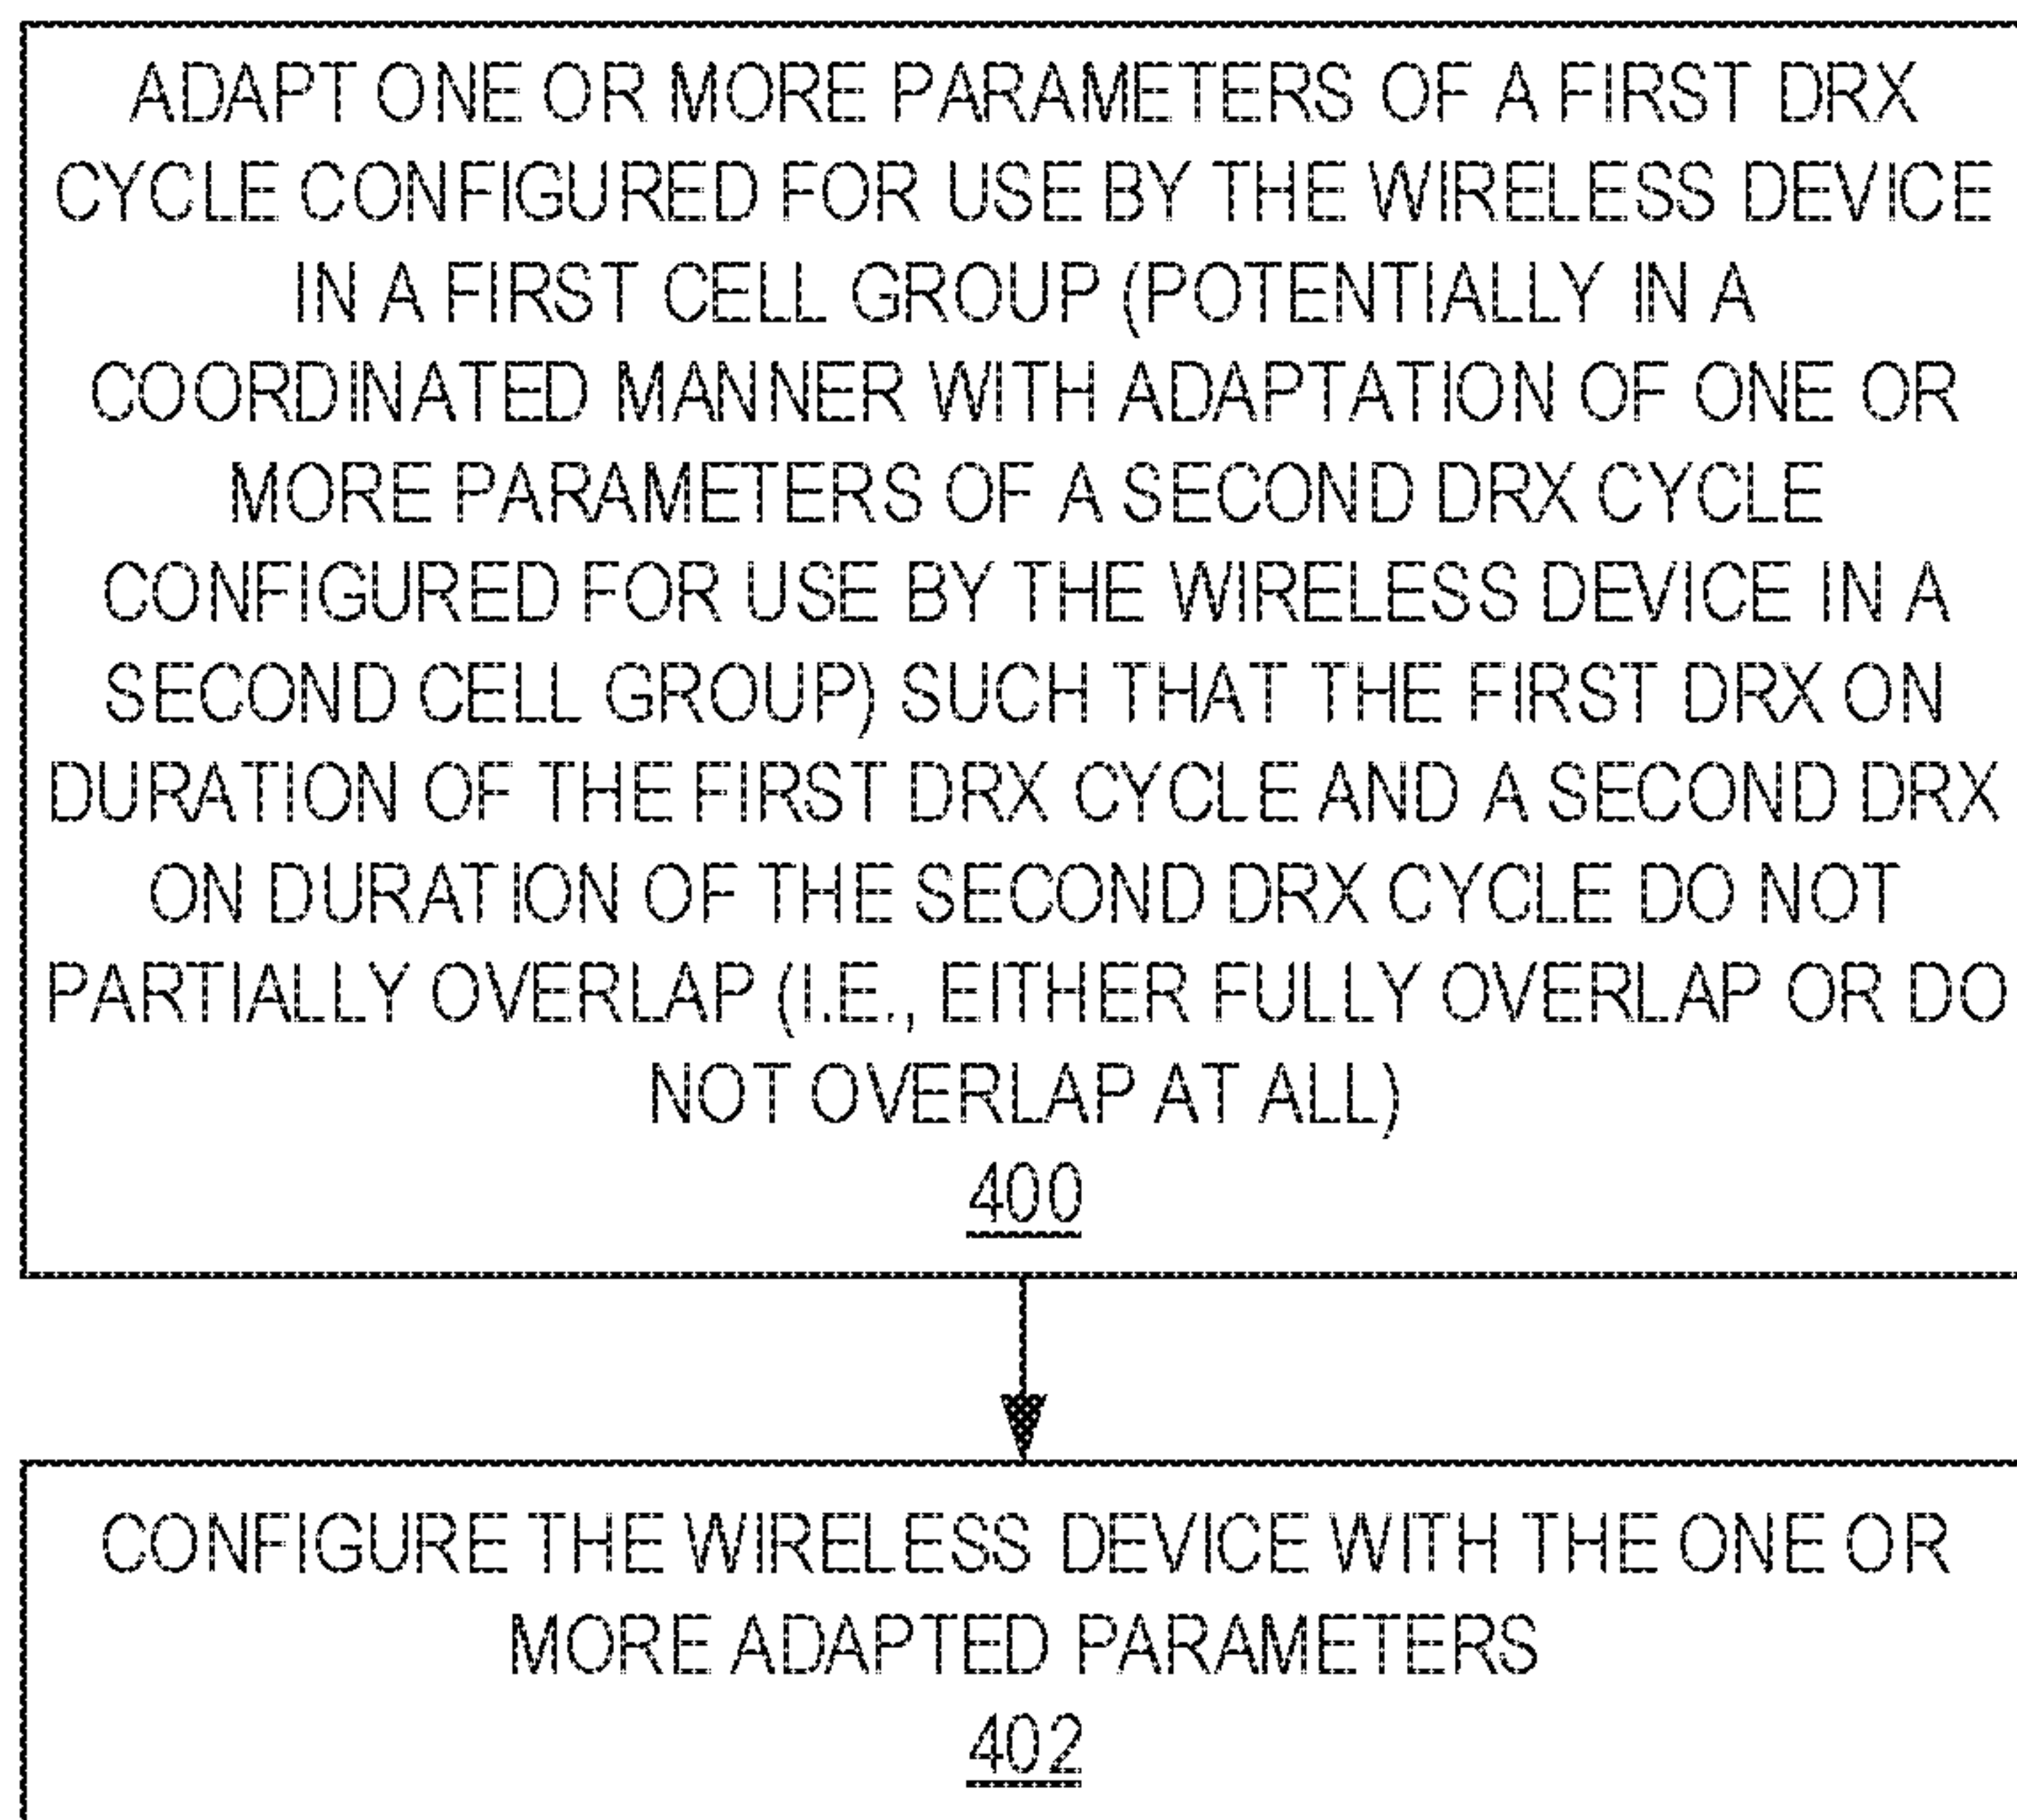 ADAPT ONE OR MORE PARAMETERS OF A FIRST DRX
CYCLE CONFIGURED FOR USE BY THE WIRELESS DEVICE
IN A FIRST CELL GROUP (POTENTIALLY IN A
COORDINATED MANNER WITH ADAPTATION OF ONE OR
MORE PARAMETERS OF A SECOND DRX CYCLE
CONFIGURED FOR USE BY THE WIRELESS DEVICE IN A
SECOND CELL GROUP) SUCH THAT THE FIRST DRX ON
DURATION OF THE FIRST DRX CYCLE AND A SECOND DRX
ON DURATION OF THE SECOND DRX CYCLE DO NOT
PARTIALLY OVERLAP (I.E., EITHER FULLY OVERLAP OR DO
NOT OVERLAP AT ALL)
400
CONFIGURE THE WIRELESS DEVICE WITH THE ONE OR
MORE ADAPTED PARAMETERS
402